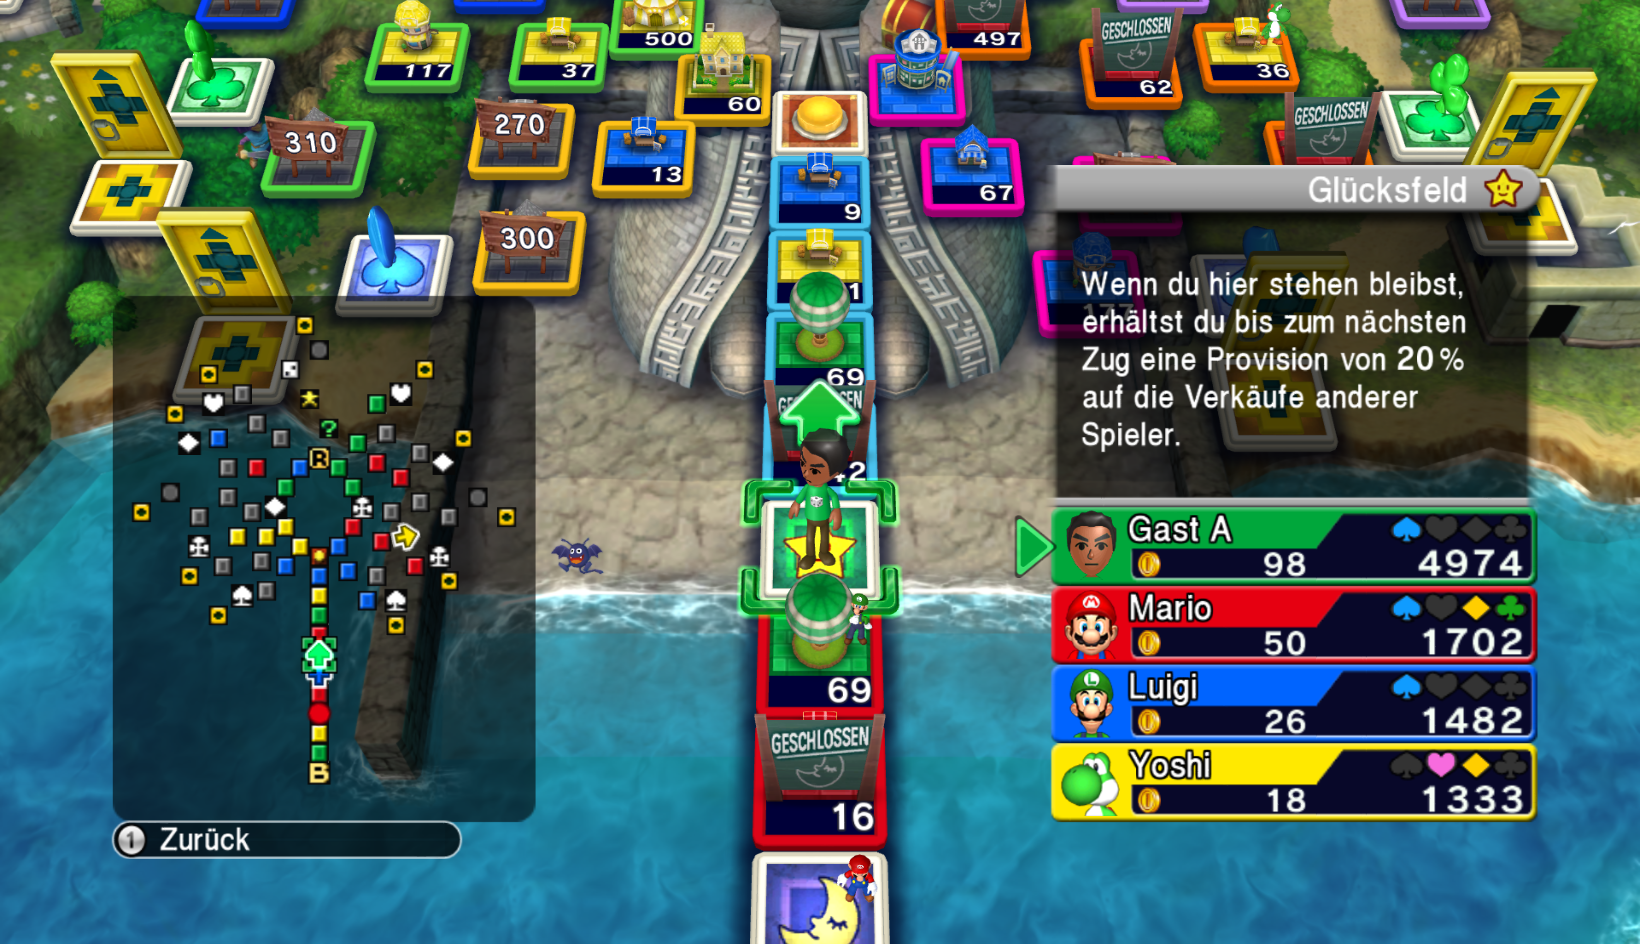 500
497
GESCHLOSSEN
62
36
117
37
60
GESCHLOSSEN
310
270
13
9
67
300
1
69
42
69
GESCHLOSSEN
16
Glücksfeld
Wenn du hier stehen bleibst,
erhältst du bis zum nächsten
Zug eine Provision von 20%
auf die Verkäufe anderer
Spieler.
Gast A
98 4974
Mario
50 1702
Luigi
26 1482
Yoshi
18 1333
?
R
B
1 Zurück